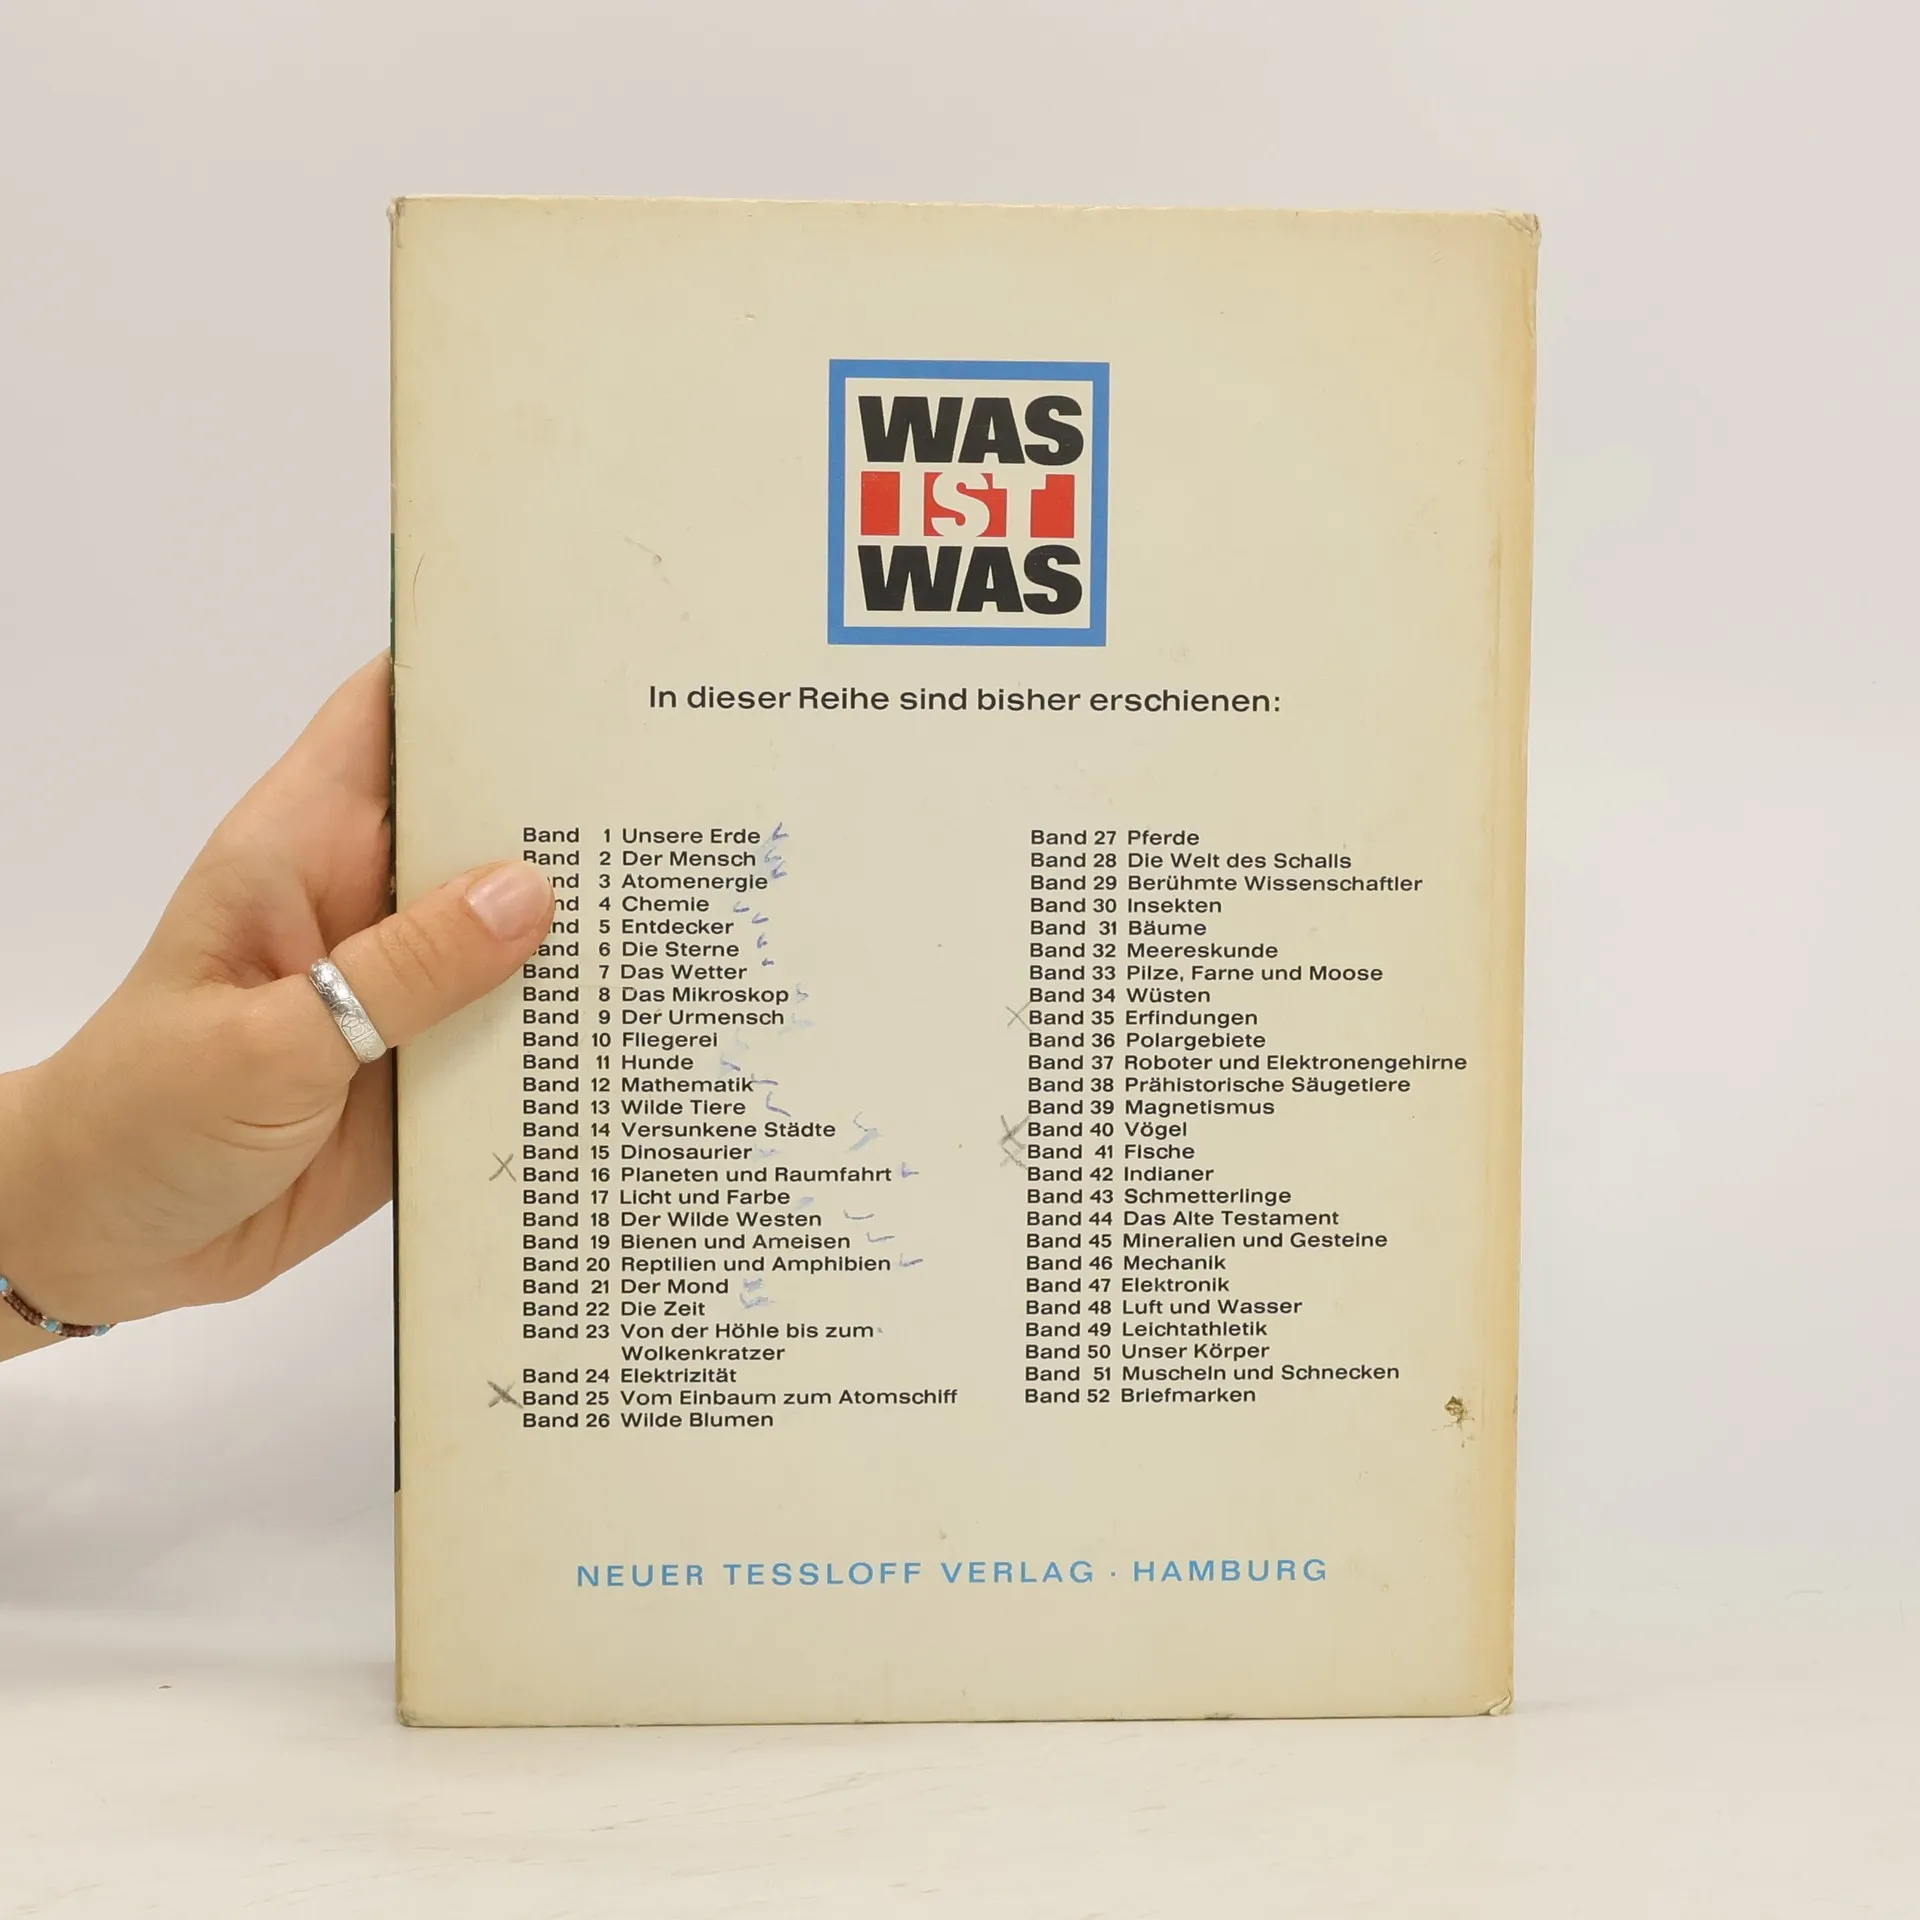 WAS
IST
WAS
In dieser Reihe sind bisher erschienen:
Band 1 Unsere Erde
Band 2 Der Mensch
Band 3 Atomenergie
Band 4 Chemie
Band 5 Entdecker
Band 6 Die Sterne
Band 7 Das Wetter
Band 8 Das Mikroskop
Band 9 Der Urmensch
Band 10 Fliegerei
Band 11 Hunde
Band 12 Mathematik
Band 13 Wilde Tiere
Band 14 Versunkene Städte
Band 15 Dinosaurier
Band 16 Planeten und Raumfahrt
Band 17 Licht und Farbe
Band 18 Der Wilde Westen
Band 19 Bienen und Ameisen
Band 20 Reptilien und Amphibien
Band 21 Der Mond
Band 22 Die Zeit
Band 23 Von der Höhle bis zum
Wolkenkratzer
Band 24 Elektrizität
Band 25 Vom Einbaum zum Atomschiff
Band 26 Wilde Blumen
Band 27 Pferde
Band 28 Die Welt des Schalls
Band 29 Berühmte Wissenschaftler
Band 30 Insekten
Band 31 Bäume
Band 32 Meereskunde
Band 33 Pilze, Farne und Moose
Band 34 Wüsten
Band 35 Erfindungen
Band 36 Polargebiete
Band 37 Roboter und Elektronengehirne
Band 38 Prähistorische Säugetiere
Band 39 Magnetismus
Band 40 Vögel
Band 41 Fische
Band 42 Indianer
Band 43 Schmetterlinge
Band 44 Das Alte Testament
Band 45 Mineralien und Gesteine
Band 46 Mechanik
Band 47 Elektronik
Band 48 Luft und Wasser
Band 49 Leichtathletik
Band 50 Unser Körper
Band 51 Muscheln und Schnecken
Band 52 Briefmarken
NEUER TESSLOFF VERLAG · HAMBURG